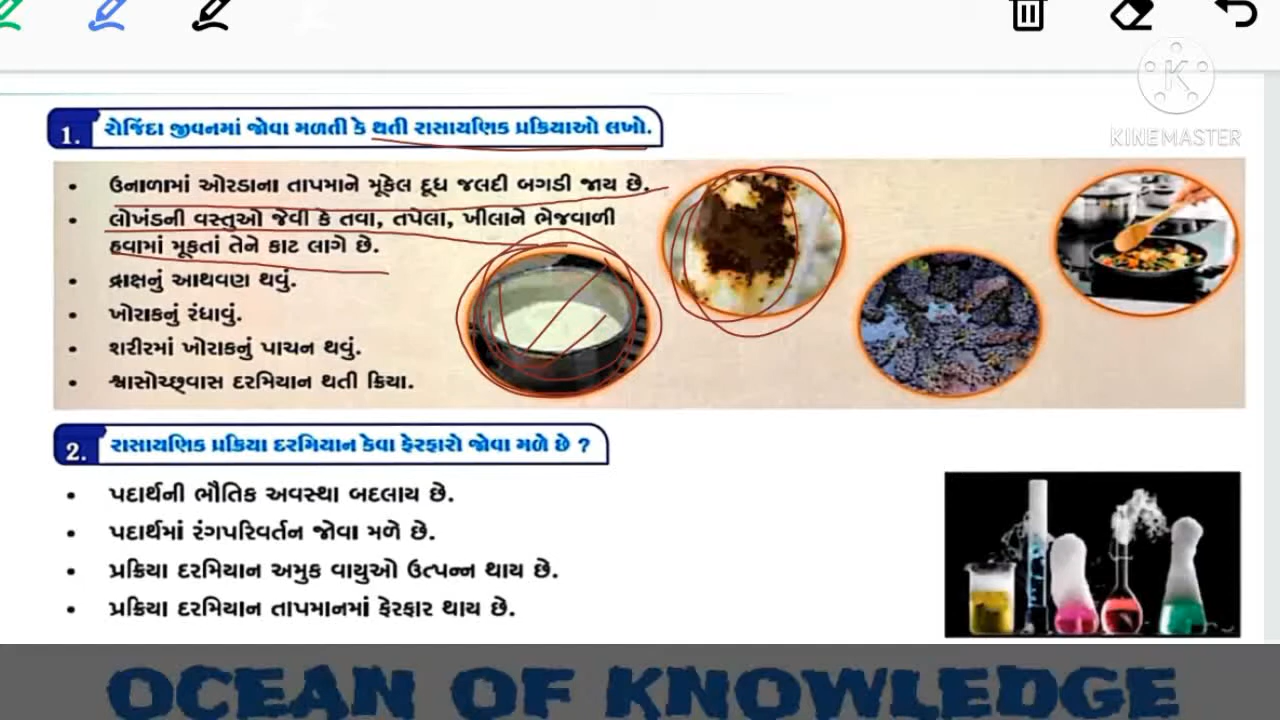 KINEMASTER
1. રોજિંદા જીવનમાં જોવા મળતી કે થતી રાસાયણિક પ્રક્રિયાઓ લખો.
• ઉનાળામાં ઓરડાના તાપમાને મૂકેલ દૂધ જલદી બગડી જાય છે.
• લોખંડની વસ્તુઓ જેવી કે તવા, તપેલા, ખીલાને ભેજવાળી
હવામાં મૂકતાં તેને કાટ લાગે છે.
• દ્રાક્ષનું આથવણ થવું.
• ખોરાકનું રંધાવું.
• શરીરમાં ખોરાકનું પાચન થવું.
• શ્વાસોચ્છ્વાસ દરમિયાન થતી ક્રિયા.
2. રાસાયણિક પ્રક્રિયા દરમિયાન કેવા ફેરફારો જોવા મળે છે ?
• પદાર્થની ભૌતિક અવસ્થા બદલાય છે.
• પદાર્થમાં રંગપરિવર્તન જોવા મળે છે.
• પ્રક્રિયા દરમિયાન અમુક વાયુઓ ઉત્પન્ન થાય છે.
• પ્રક્રિયા દરમિયાન તાપમાનમાં ફેરફાર થાય છે.
OCEAN OF KNOWLEDGE